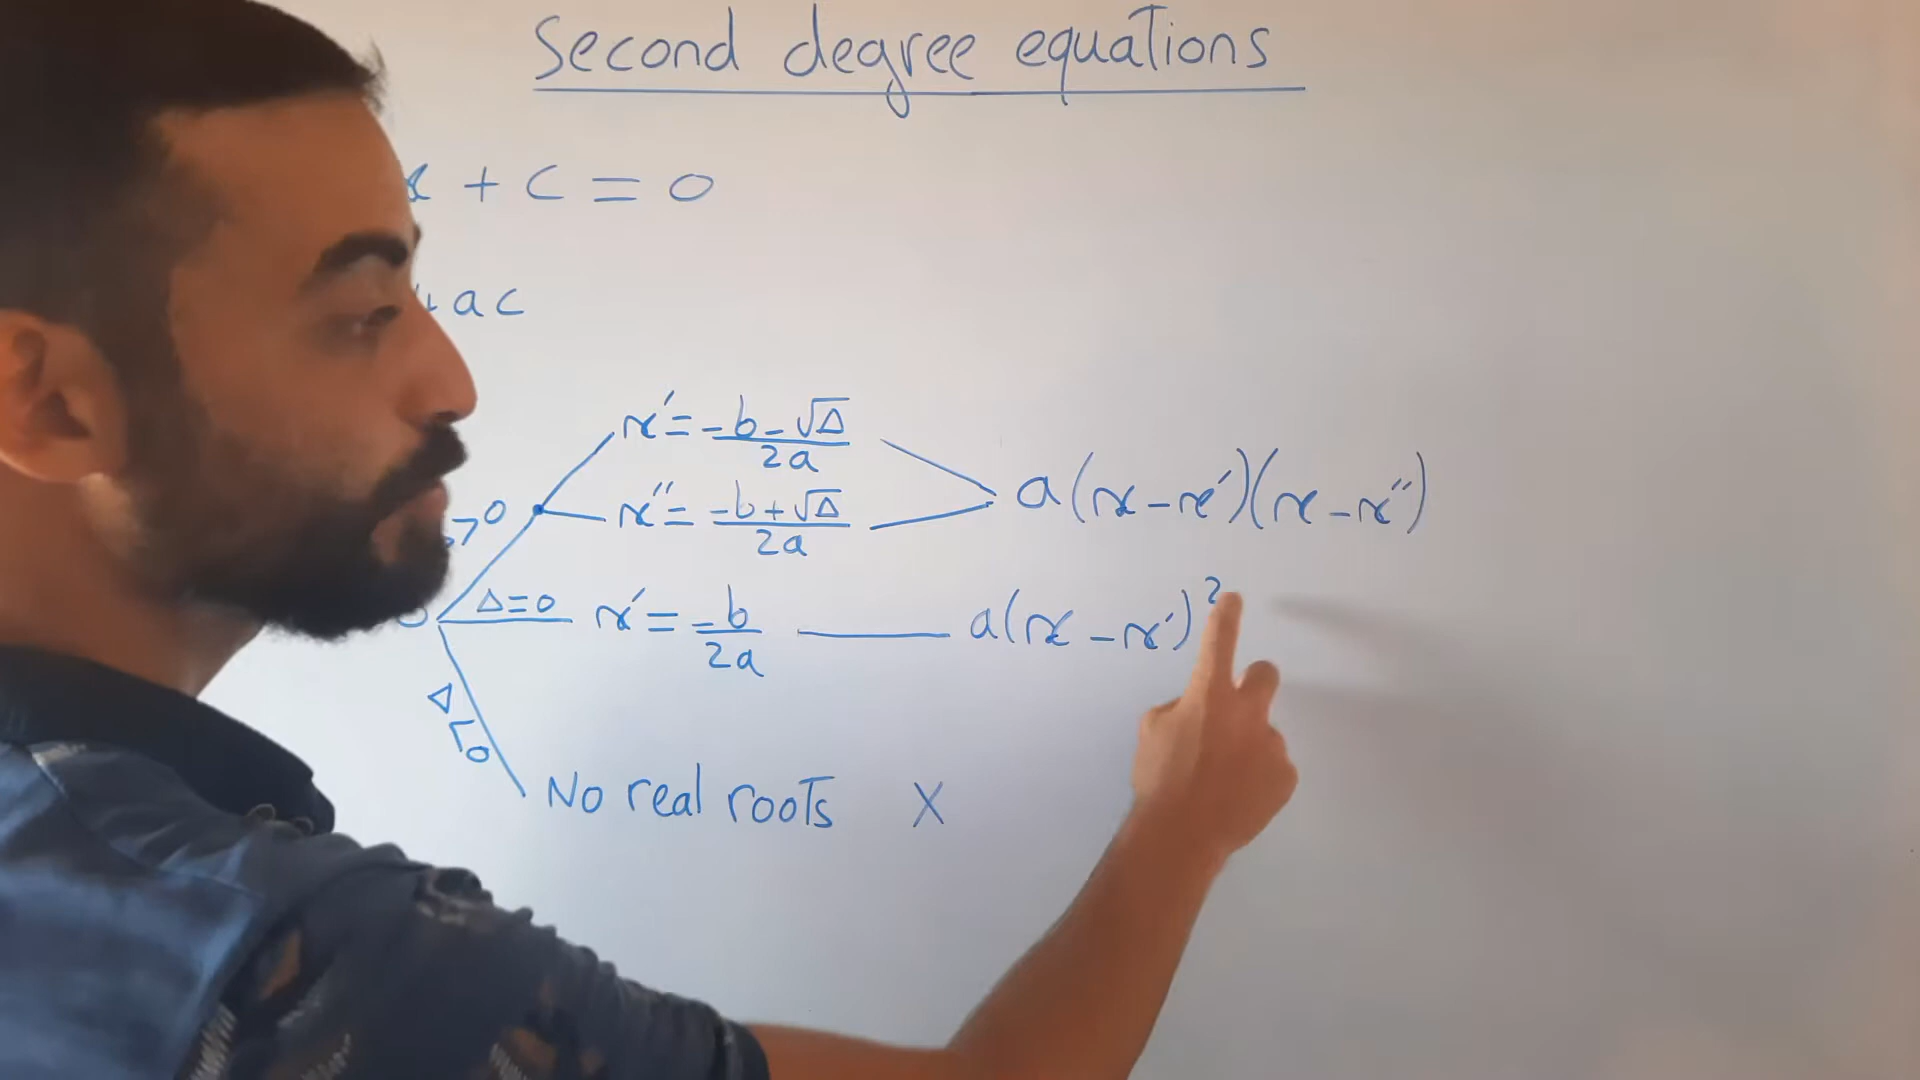 Second degree equations
x + c = 0
ac
x' = -b-√Δ / 2a
>0
x'' = -b+√Δ / 2a
a(x-x')(x-x'')
Δ=0
x' = -b / 2a
a(x-x')²
Δ<0
No real roots X